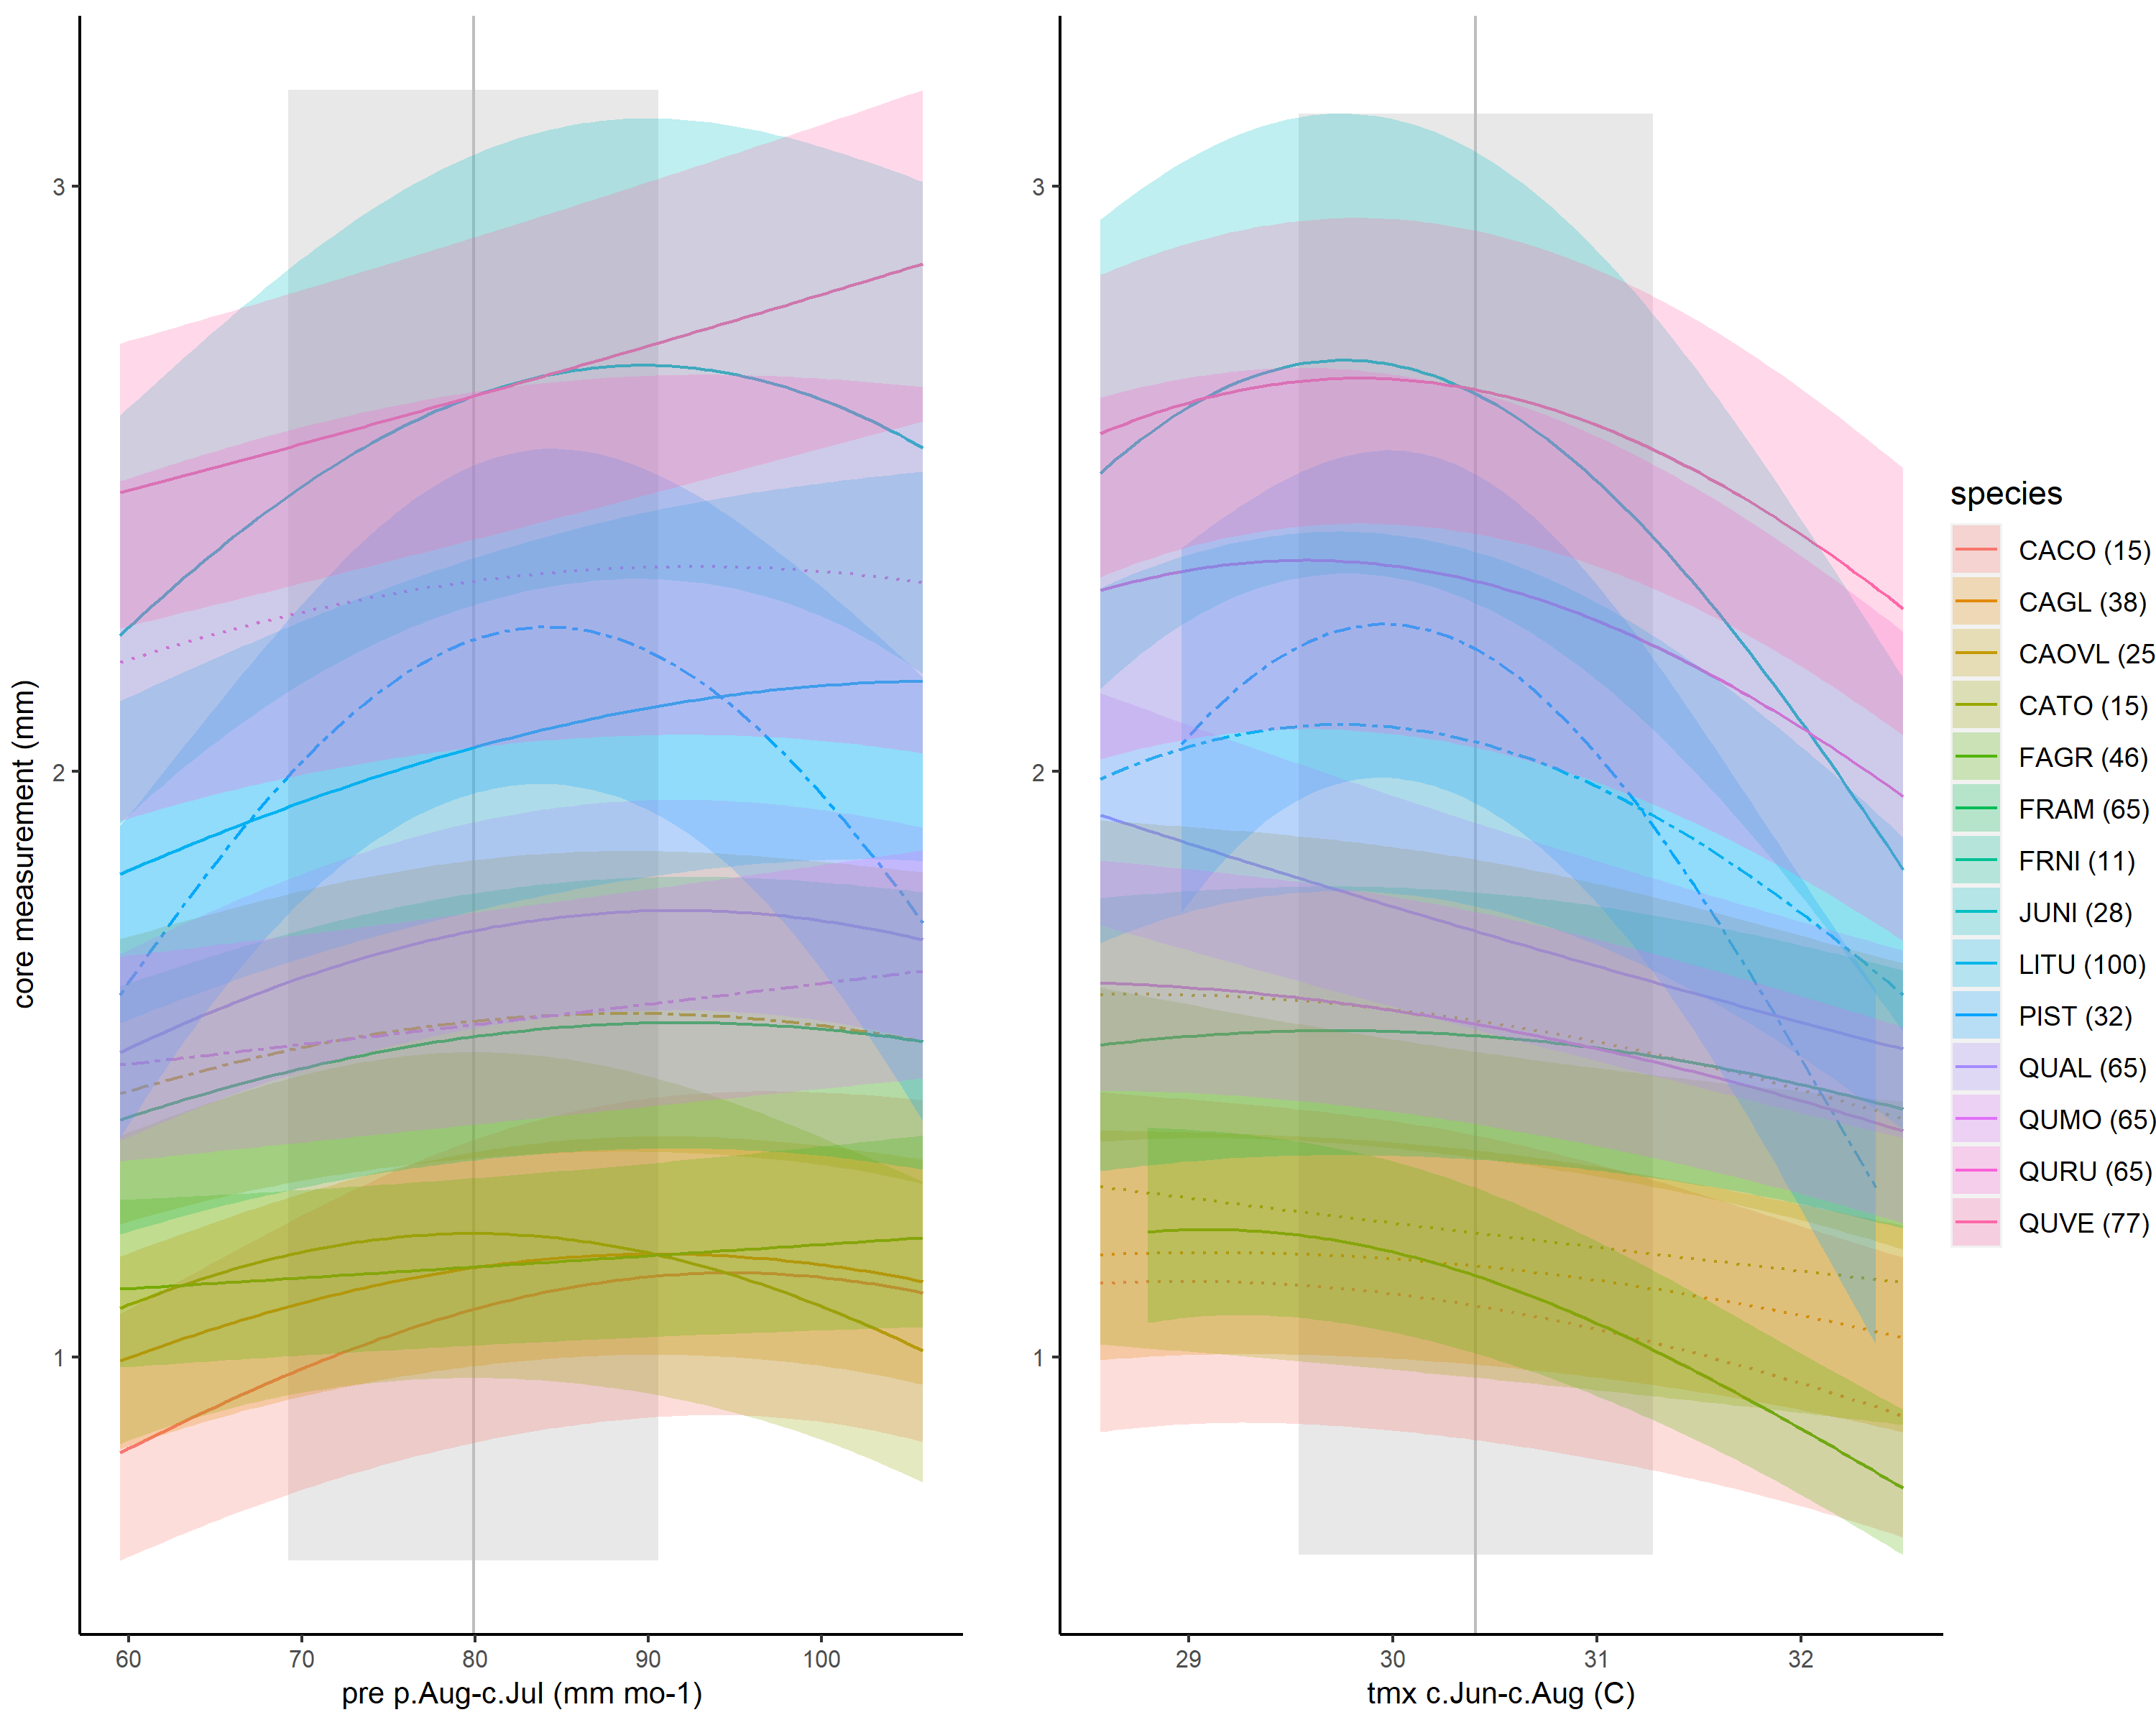 core measurement (mm)
3
2
1
60 70 80 90 100
pre p.Aug-c.Jul (mm mo-1)
3
2
1
29 30 31 32
tmx c.Jun-c.Aug (C)
species
CACO (15)
CAGL (38)
CAOVL (25
CATO (15)
FAGR (46)
FRAM (65)
FRNI (11)
JUNI (28)
LITU (100)
PIST (32)
QUAL (65)
QUMO (65)
QURU (65)
QUVE (77)